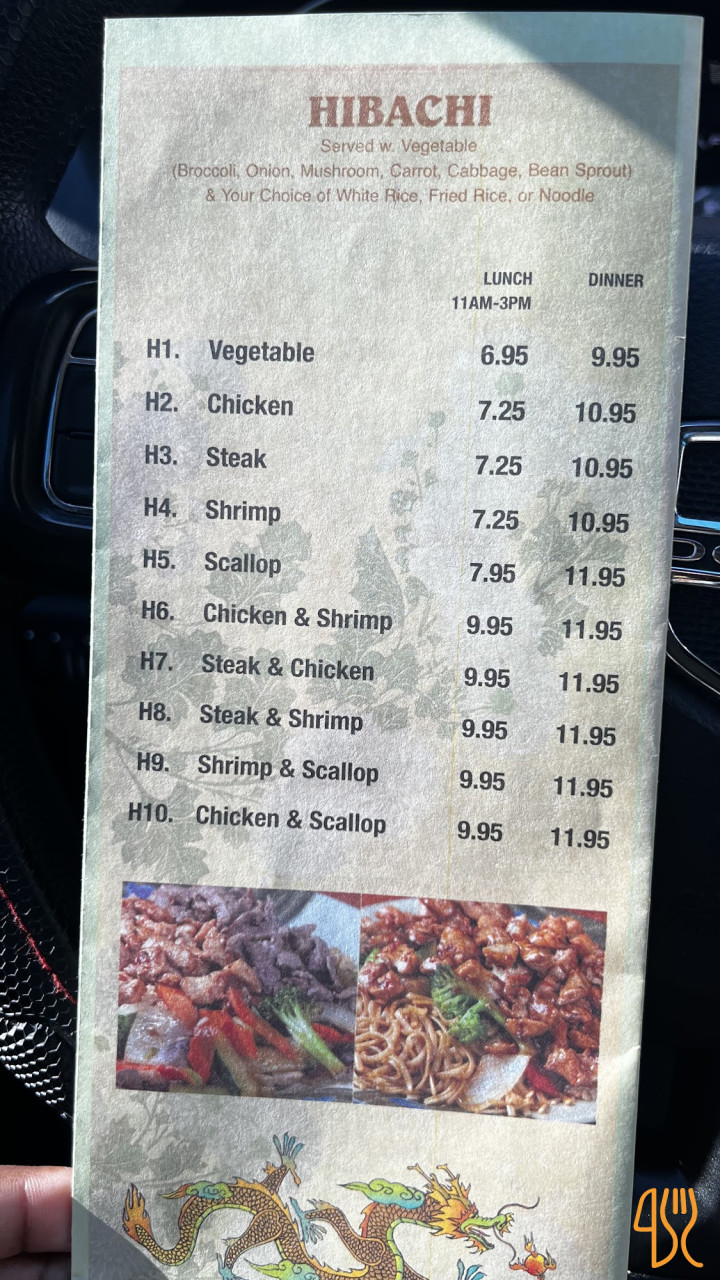 HIBACHI
Served w. Vegetable
(Broccoli, Onion, Mushroom, Carrot, Cabbage, Bean Sprout)
& Your Choice of White Rice, Fried Rice, or Noodle
LUNCH DINNER
11AM-3PM
H1. Vegetable 6.95 9.95
H2. Chicken 7.25 10.95
H3. Steak 7.25 10.95
H4. Shrimp 7.25 10.95
H5. Scallop 7.95 11.95
H6. Chicken & Shrimp 9.95 11.95
H7. Steak & Chicken 9.95 11.95
H8. Steak & Shrimp 9.95 11.95
H9. Shrimp & Scallop 9.95 11.95
H10. Chicken & Scallop 9.95 11.95